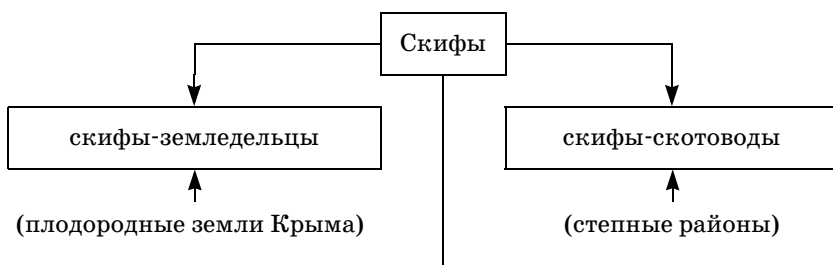 Скифы
скифы-земледельцы
скифы-скотоводы
(плодородные земли Крыма)
(степные районы)